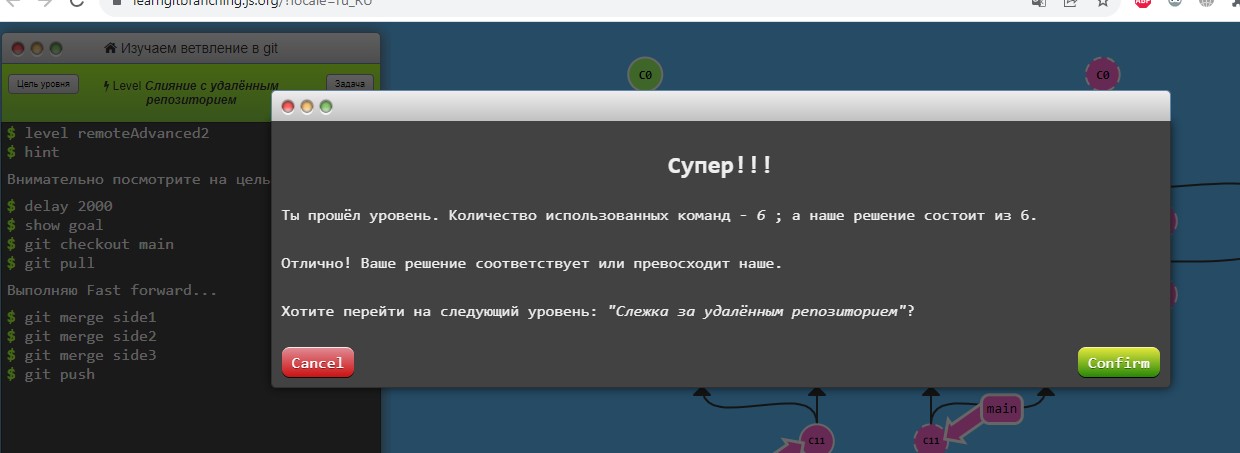 learngitbranching.js.org/?locale=ru_RU
ABP
Изучаем ветвление в git
Цель уровня
Level Слияние с удалённым
репозиторием
Задача
C0
C0
$ level remoteAdvanced2
$ hint
Внимательно посмотрите на цель
$ delay 2000
$ show goal
$ git checkout main
$ git pull
Выполняю Fast forward...
$ git merge side1
$ git merge side2
$ git merge side3
$ git push
Супер!!!
Ты прошёл уровень. Количество использованных команд - 6 ; а наше решение состоит из 6.
Отлично! Ваше решение соответствует или превосходит наше.
Хотите перейти на следующий уровень: "Слежка за удалённым репозиторием"?
Cancel
Confirm
main
C11
C11